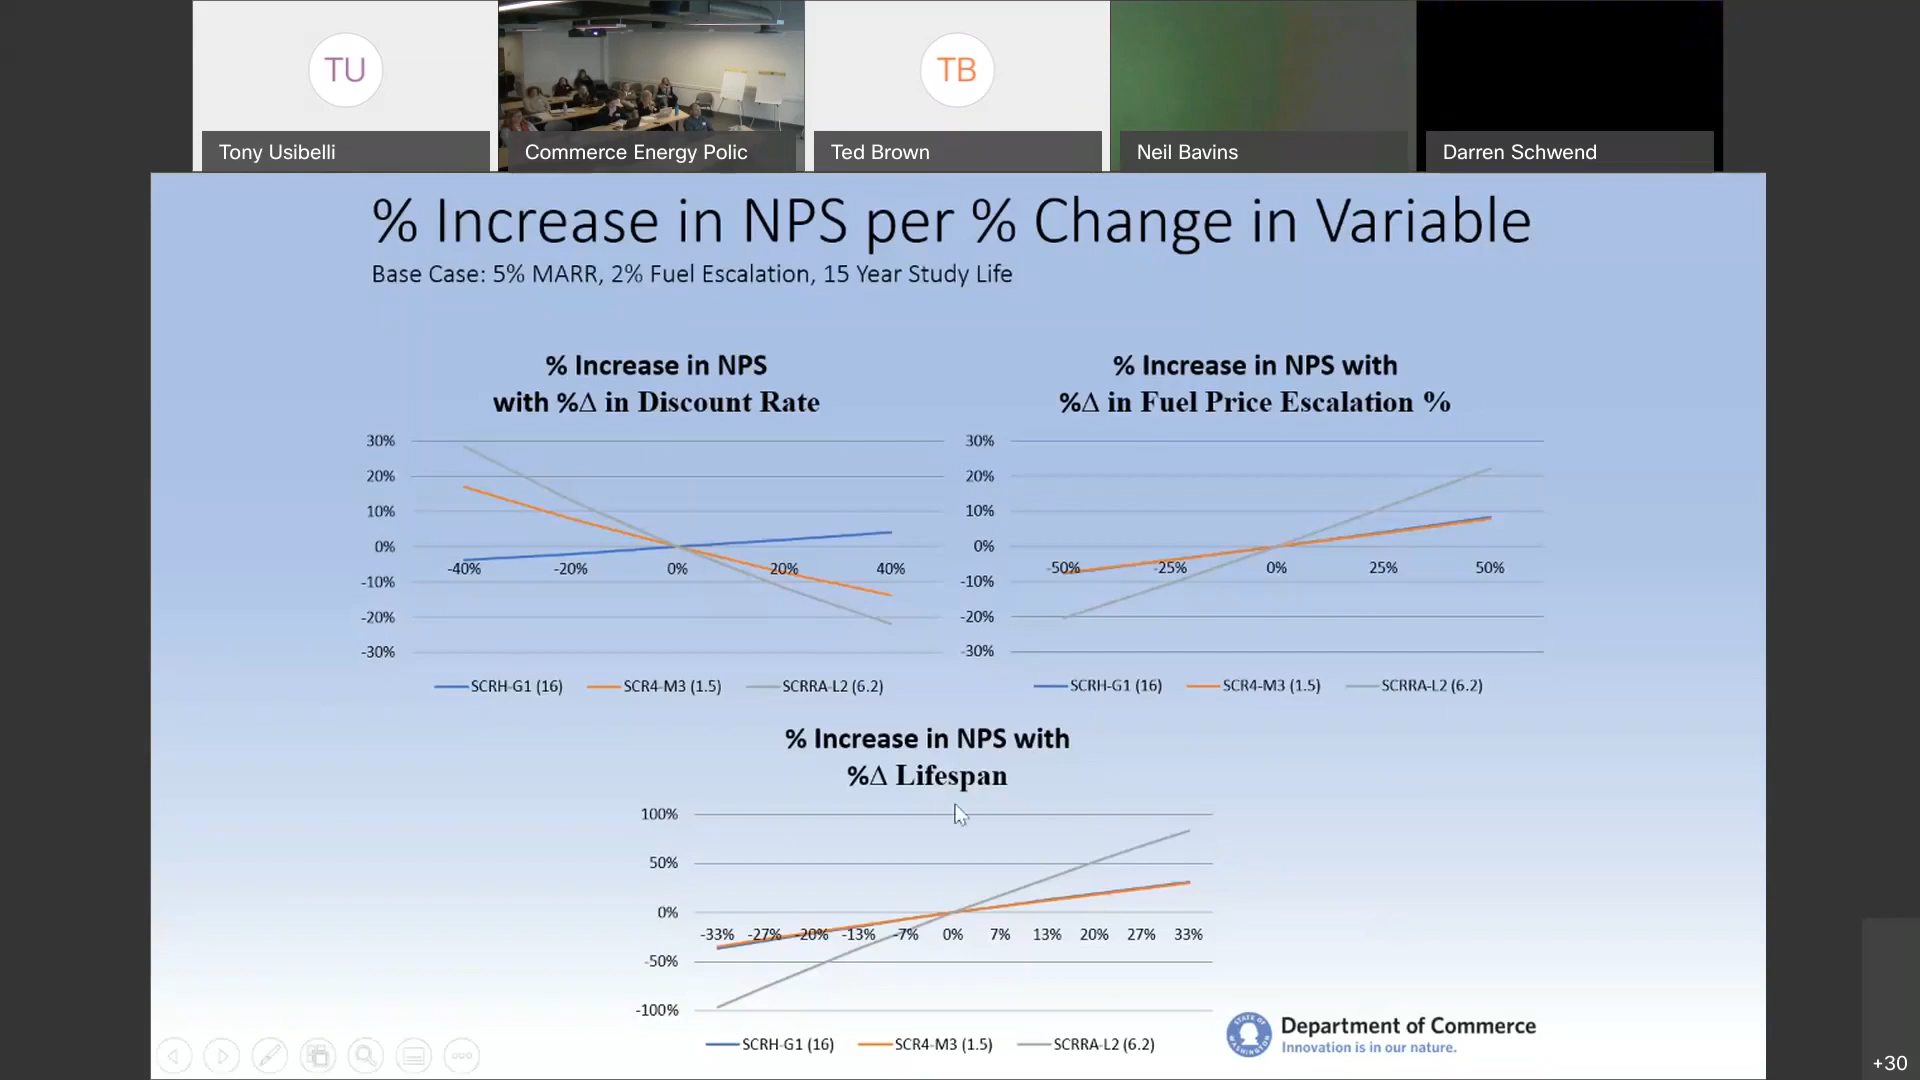 TU
TB
Tony Usibelli
Commerce Energy Polic
Ted Brown
Neil Bavins
Darren Schwend
% Increase in NPS per % Change in Variable
Base Case: 5% MARR, 2% Fuel Escalation, 15 Year Study Life
% Increase in NPS
with %Δ in Discount Rate
30%
20%
10%
0%
-10%
-20%
-30%
-40%
-20%
0%
20%
40%
SCRH-G1 (16)
SCR4-M3 (1.5)
SCRRA-L2 (6.2)
% Increase in NPS with
%Δ in Fuel Price Escalation %
30%
20%
10%
0%
-10%
-20%
-30%
-50%
-25%
0%
25%
50%
SCRH-G1 (16)
SCR4-M3 (1.5)
SCRRA-L2 (6.2)
% Increase in NPS with
%Δ Lifespan
100%
50%
0%
-50%
-100%
-33% -27% -20% -13% -7% 0% 7% 13% 20% 27% 33%
SCRH-G1 (16)
SCR4-M3 (1.5)
SCRRA-L2 (6.2)
STATE OF
WASHINGTON
Department of Commerce
Innovation is in our nature.
+30